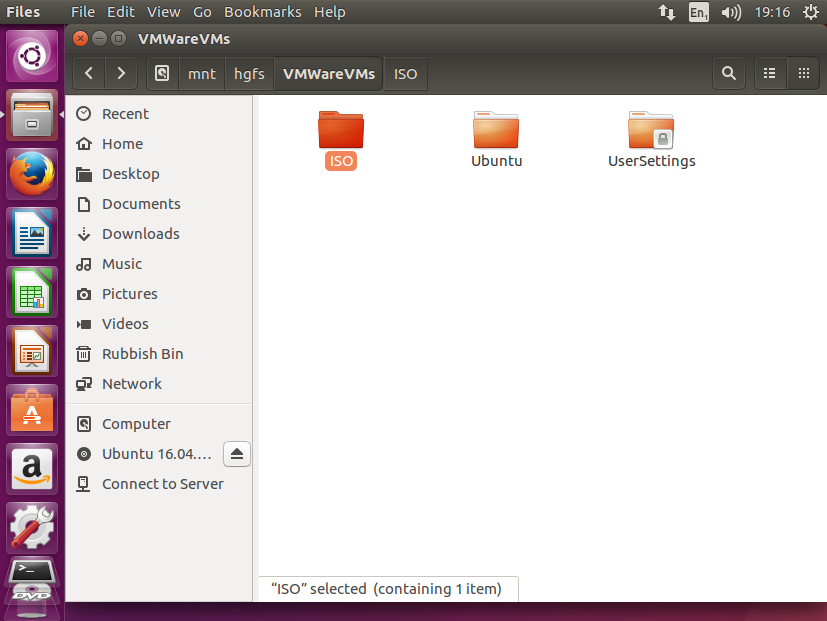 Files File Edit View Go Bookmarks Help En1 19:16
VMWareVMs
mnt hgfs VMWareVMs ISO
Recent
Home
Desktop
Documents
Downloads
Music
Pictures
Videos
Rubbish Bin
Network
Computer
Ubuntu 16.04....
Connect to Server
ISO Ubuntu UserSettings
“ISO” selected (containing 1 item)
A
a
>_
DVD